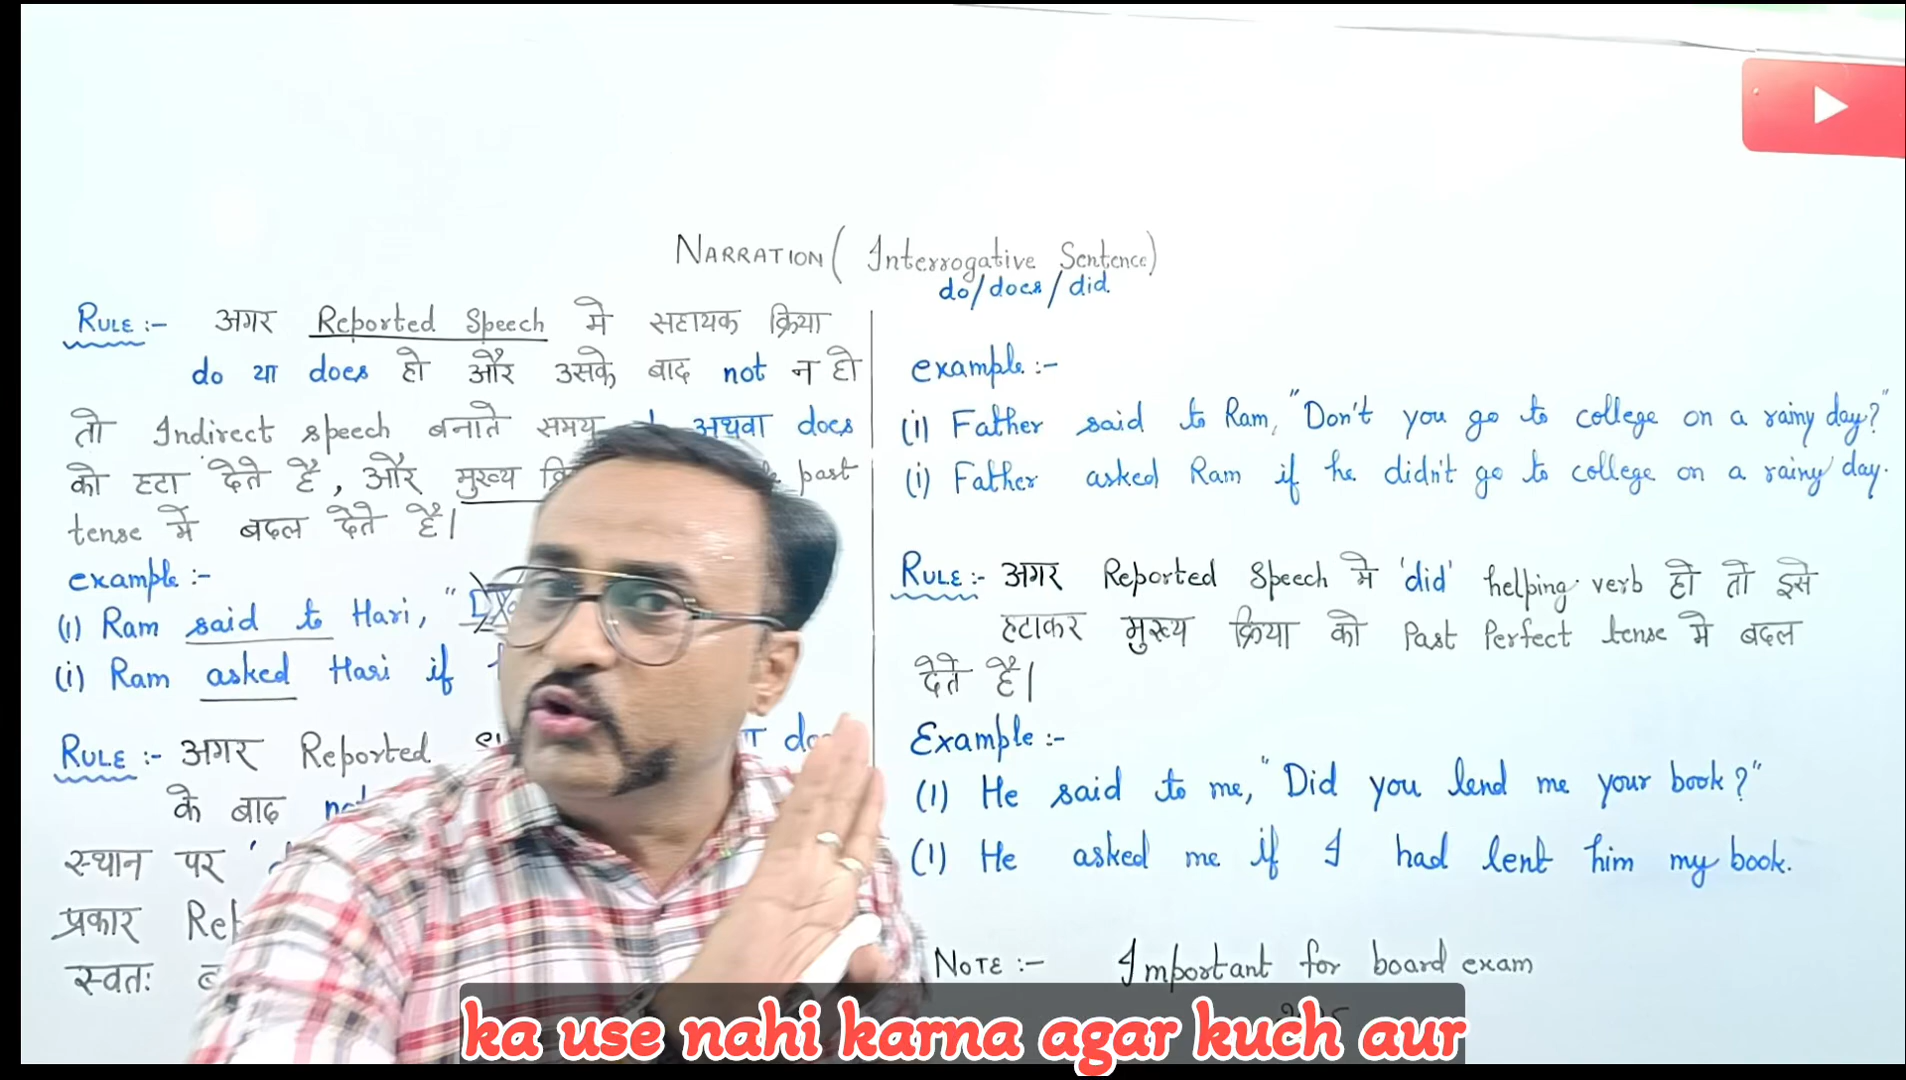 NARRATION ( Interrogative Sentence)
do/does/did
RULE :- अगर Reported Speech मे सहायक क्रिया
do या does हो और उसके बाद not न हो
तो Indirect speech बनाते समय अथवा does
को हटा देते है, और मुख्य past
tense में बदल देते हैं।
example :-
(i) Ram said to Hari, "
(i) Ram asked Hari if
RULE :- अगर Reported
के बाद not
स्थान पर '
प्रकार
स्वतः
example :-
(i) Father said to Ram, "Don't you go to college on a rainy day?"
(i) Father asked Ram if he didn't go to college on a rainy day.
RULE :- अगर Reported Speech मे 'did' helping verb हो तो इसे
हटाकर मुख्य क्रिया को Past Perfect tense मे बदल
देते हैं।
Example :-
(1) He said to me, "Did you lend me your book?"
(1) He asked me if I had lent him my book.
NOTE :- Important for board exam
ka use nahi karna agar kuch aur